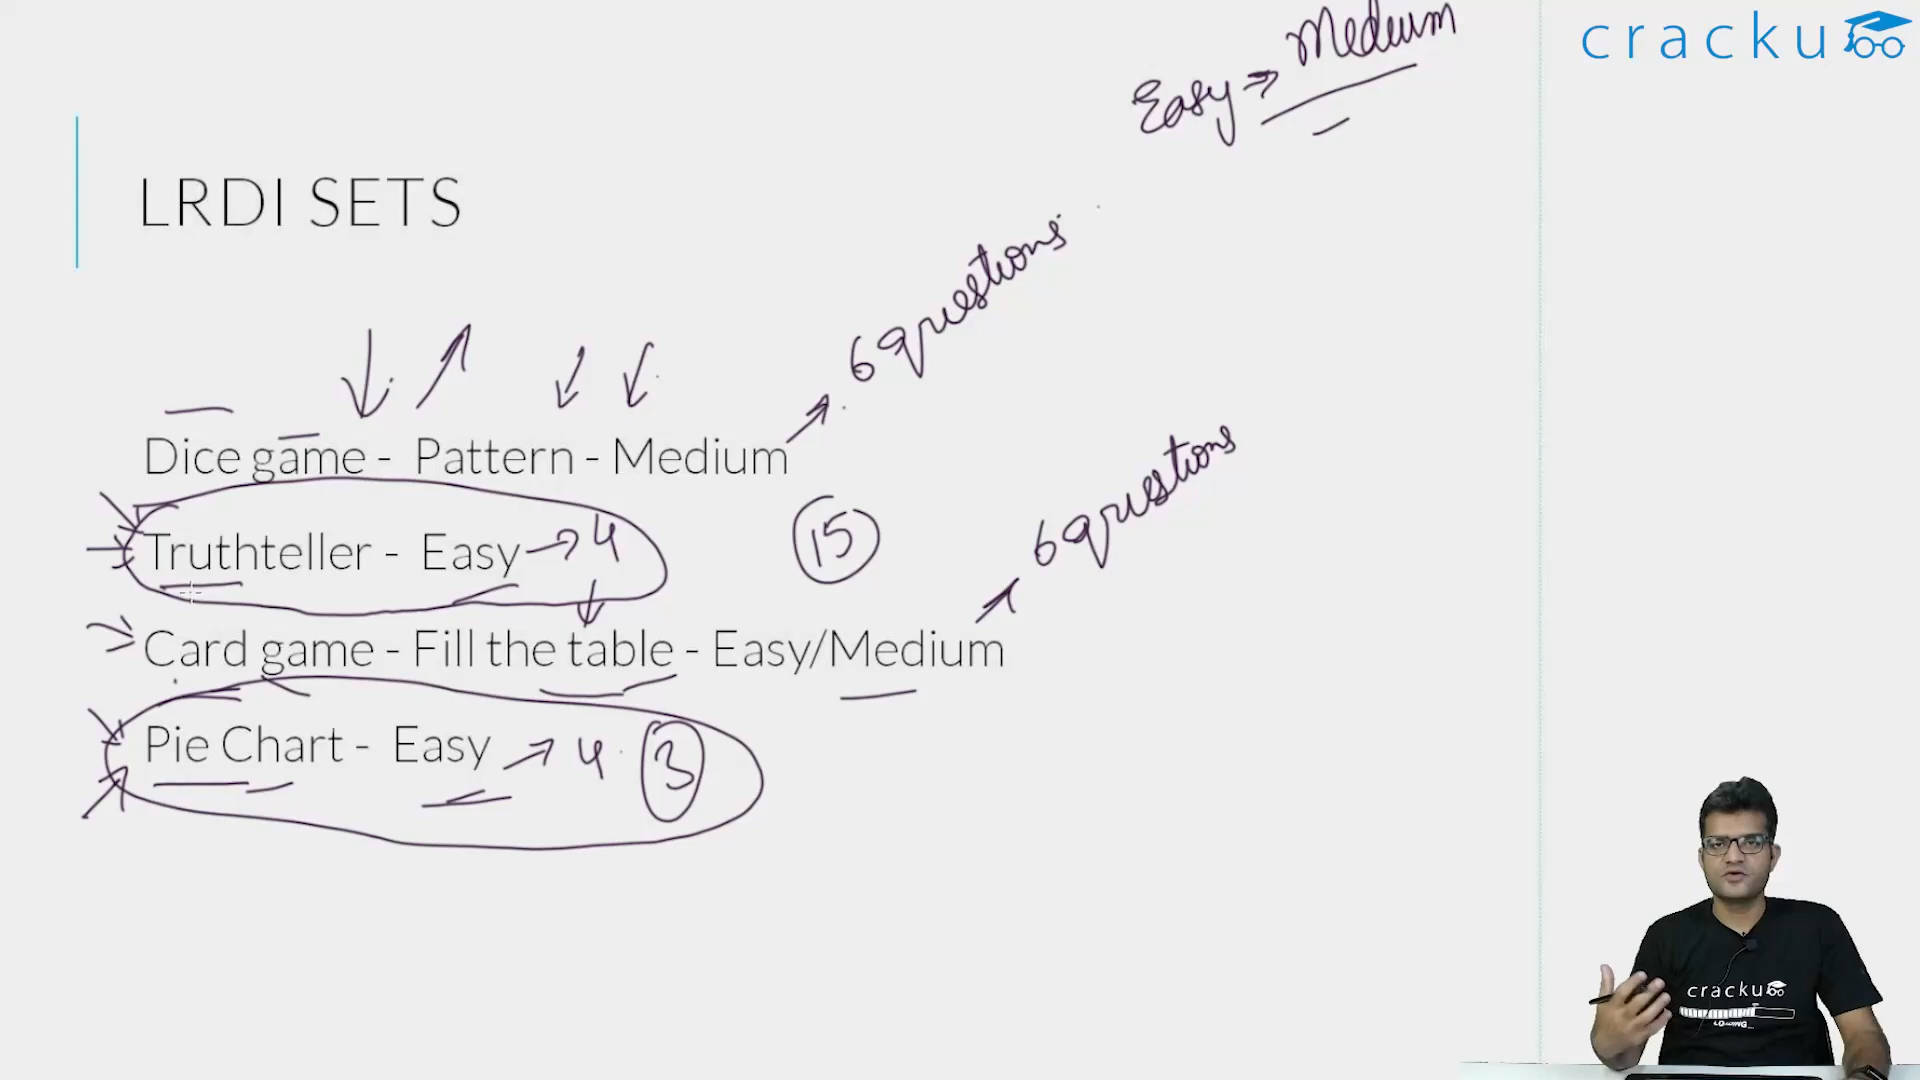 cracku
Easy → Medium
LRDI SETS
6 questions
Dice game - Pattern - Medium
6 questions
Truthteller - Easy → 4
15
Card game - Fill the table - Easy/Medium
Pie Chart - Easy → 4 3
cracku
LOADING...